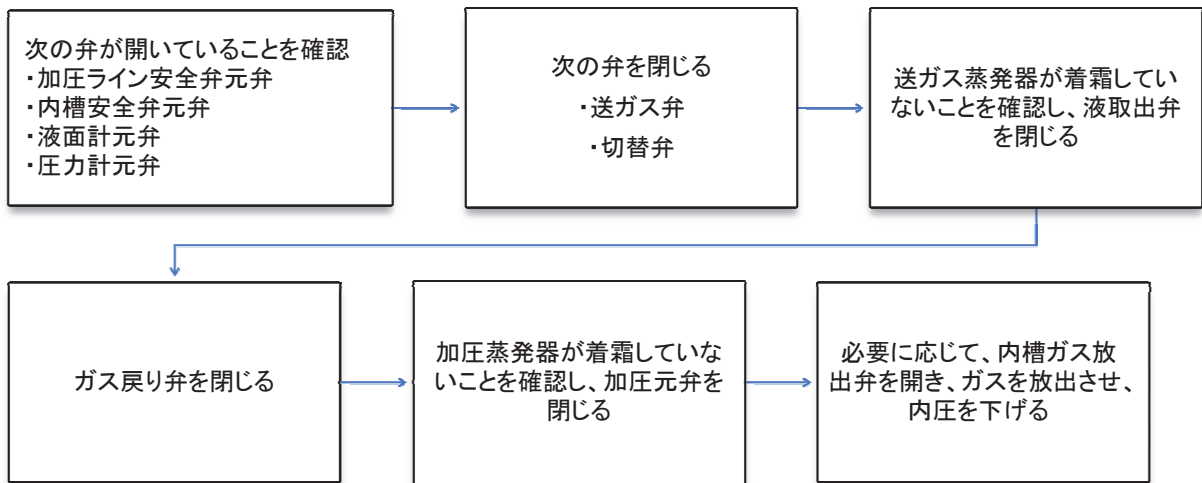 次の弁が開いていることを確認
・加圧ライン安全弁元弁
・内槽安全弁元弁
・液面計元弁
・圧力計元弁
次の弁を閉じる
・送ガス弁
・切替弁
送ガス蒸発器が着霜してい
ないことを確認し、液取出弁
を閉じる
ガス戻り弁を閉じる
加圧蒸発器が着霜していな
いことを確認し、加圧元弁を
閉じる
必要に応じて、内槽ガス放
出弁を開き、ガスを放出させ、
内圧を下げる